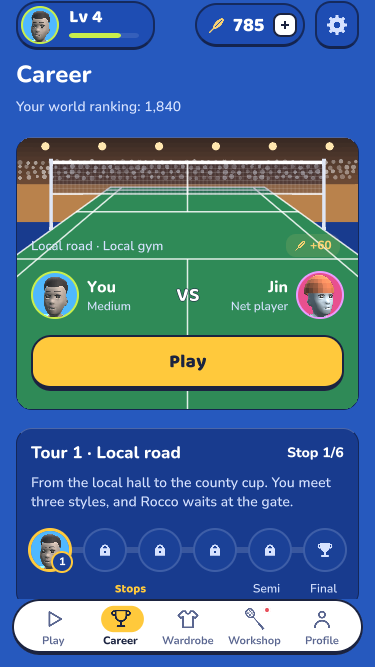 Lv 4
785
+
Career
Your world ranking: 1,840
Local road · Local gym
+60
You
Medium
VS
Jin
Net player
Play
Tour 1 · Local road
Stop 1/6
From the local hall to the county cup. You meet
three styles, and Rocco waits at the gate.
1
Stops
Semi
Final
Play
Career
Wardrobe
Workshop
Profile